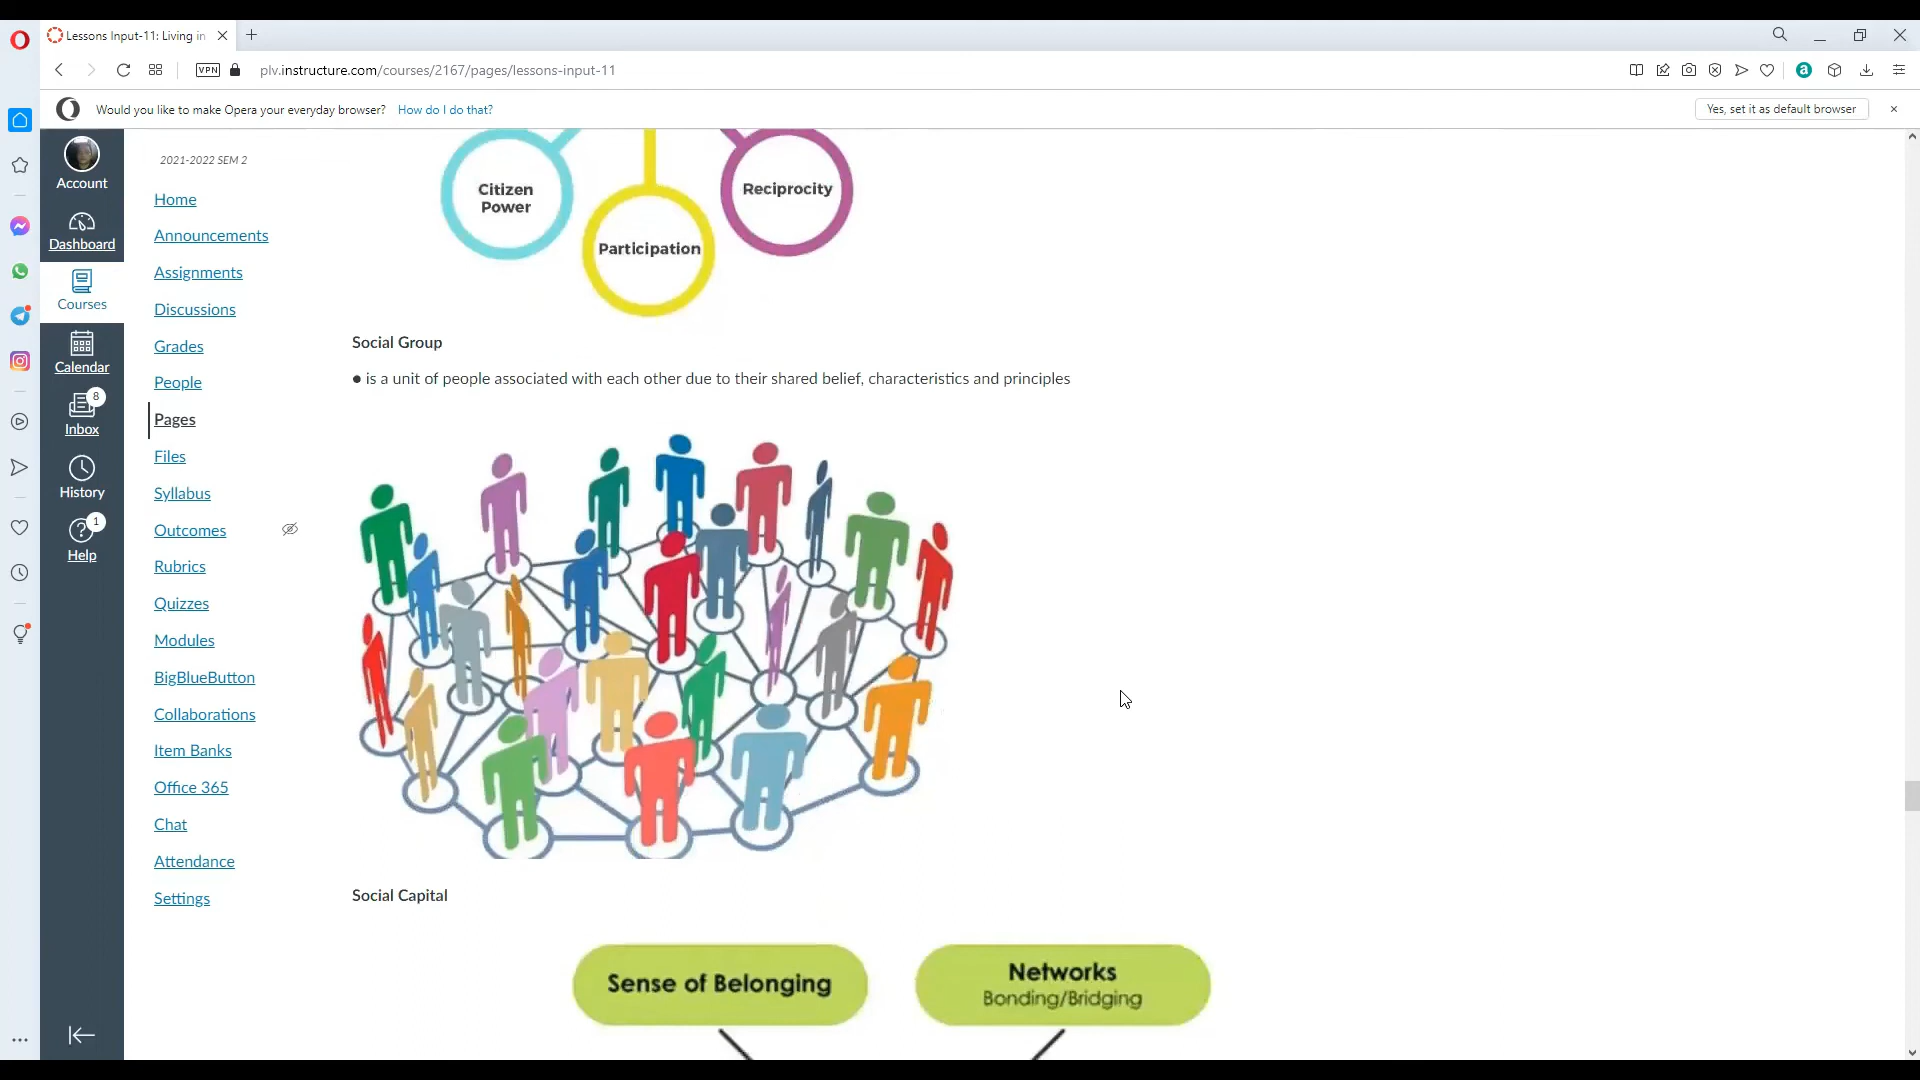 Lessons Input-11: Living in
VPN
plv.instructure.com/courses/2167/pages/lessons-input-11
a
Would you like to make Opera your everyday browser? How do I do that?
Yes, set it as default browser
Account
Dashboard
Courses
Calendar
8
Inbox
History
1
Help
2021-2022 SEM 2
Home
Announcements
Assignments
Discussions
Grades
People
Pages
Files
Syllabus
Outcomes
Rubrics
Quizzes
Modules
BigBlueButton
Collaborations
Item Banks
Office 365
Chat
Attendance
Settings
Citizen
Power
Participation
Reciprocity
Social Group
● is a unit of people associated with each other due to their shared belief, characteristics and principles
Social Capital
Sense of Belonging
Networks
Bonding/Bridging